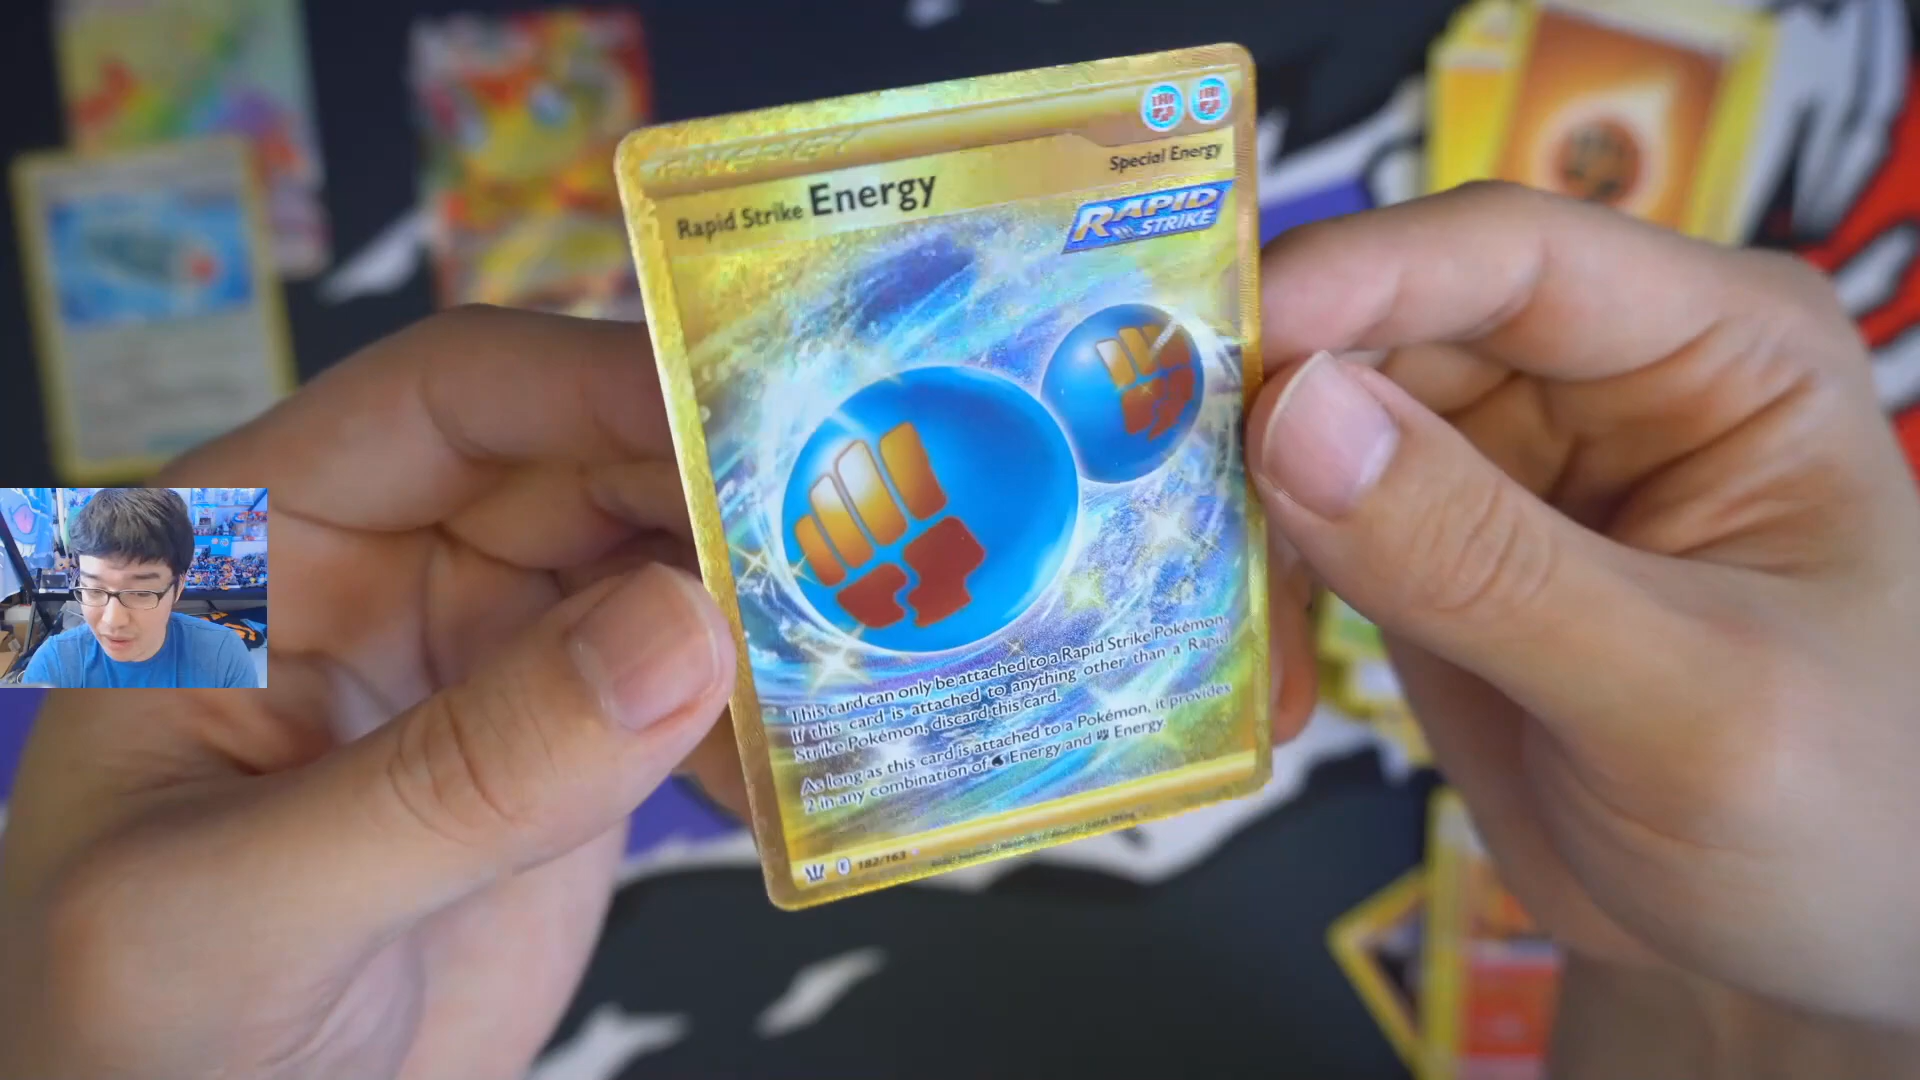 Rapid Strike Energy
Special Energy
RAPID
STRIKE
This card can only be attached to a Rapid Strike Pokémon.
If this card is attached to anything other than a Rapid
Strike Pokémon, discard this card.
As long as this card is attached to a Pokémon, it provides
2 in any combination of Energy and Energy.
182/163